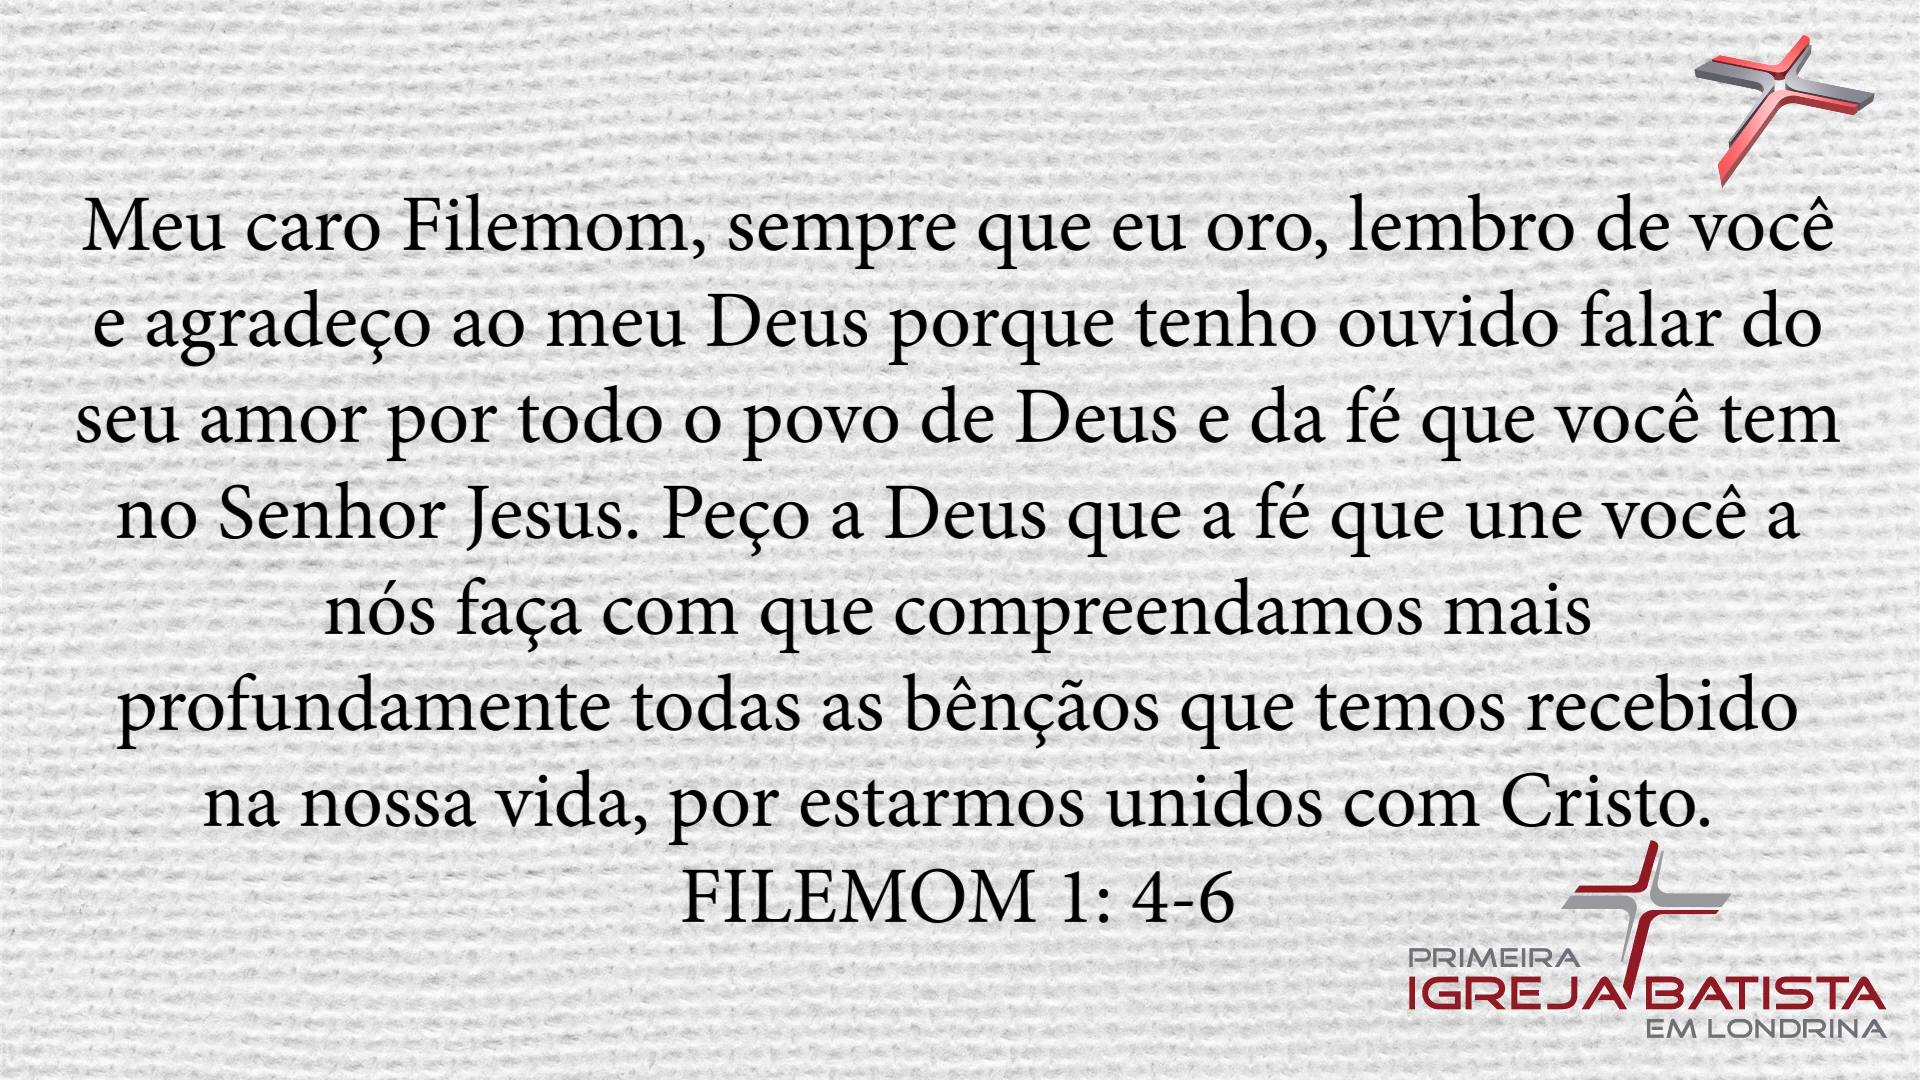 Meu caro Filemom, sempre que eu oro, lembro de você
e agradeço ao meu Deus porque tenho ouvido falar do
seu amor por todo o povo de Deus e da fé que você tem
no Senhor Jesus. Peço a Deus que a fé que une você a
nós faça com que compreendamos mais
profundamente todas as bênçãos que temos recebido
na nossa vida, por estarmos unidos com Cristo.
FILEMOM 1: 4-6
PRIMEIRA
IGREJA BATISTA
EM LONDRINA